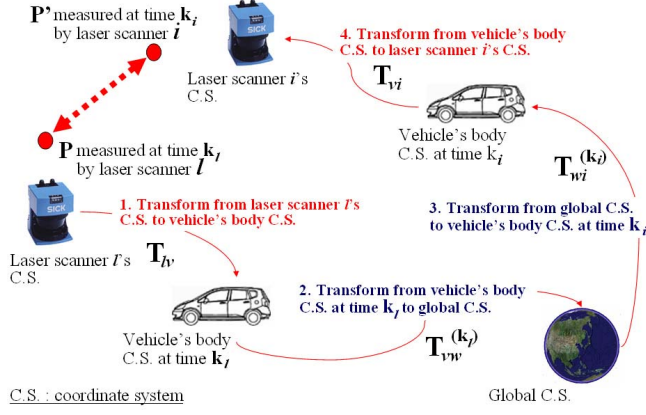 P' measured at time k_i
by laser scanner i
SICK
Laser scanner i's
C.S.
4. Transform from vehicle's body
C.S. to laser scanner i's C.S.
T_vi
Vehicle's body
C.S. at time k_i
T_wi^(k_i)
P measured at time k_l
by laser scanner l
SICK
Laser scanner l's
C.S.
1. Transform from laser scanner l's
C.S. to vehicle's body C.S.
T_lv
3. Transform from global C.S.
to vehicle's body C.S. at time k_i
2. Transform from vehicle's body
C.S. at time k_l to global C.S.
T_vw^(k_l)
Vehicle's body
C.S. at time k_l
Global C.S.
C.S. : coordinate system